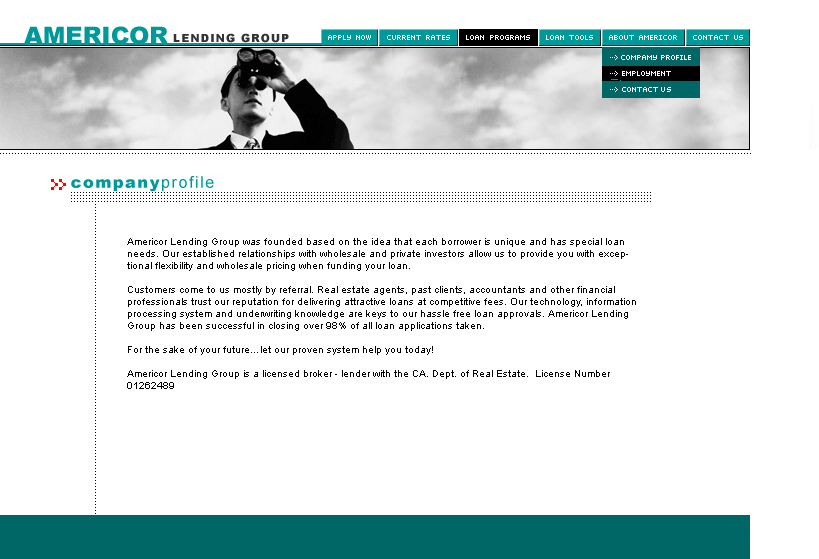 AMERICOR LENDING GROUP
APPLY NOW CURRENT RATES LOAN PROGRAMS LOAN TOOLS ABOUT AMERICOR CONTACT US
COMPAMY PROFILE
EMPLOYMENT
CONTACT US
companyprofile
Americor Lending Group was founded based on the idea that each borrower is unique and has special loan
needs. Our established relationships with wholesale and private investors allow us to provide you with excep-
tional flexibility and wholesale pricing when funding your loan.
Customers come to us mostly by referral. Real estate agents, past clients, accountants and other financial
professionals trust our reputation for delivering attractive loans at competitive fees. Our technology, information
processing system and underwriting knowledge are keys to our hassle free loan approvals. Americor Lending
Group has been successful in closing over 98% of all loan applications taken.
For the sake of your future...let our proven system help you today!
Americor Lending Group is a licensed broker - lender with the CA. Dept. of Real Estate. License Number
01262489